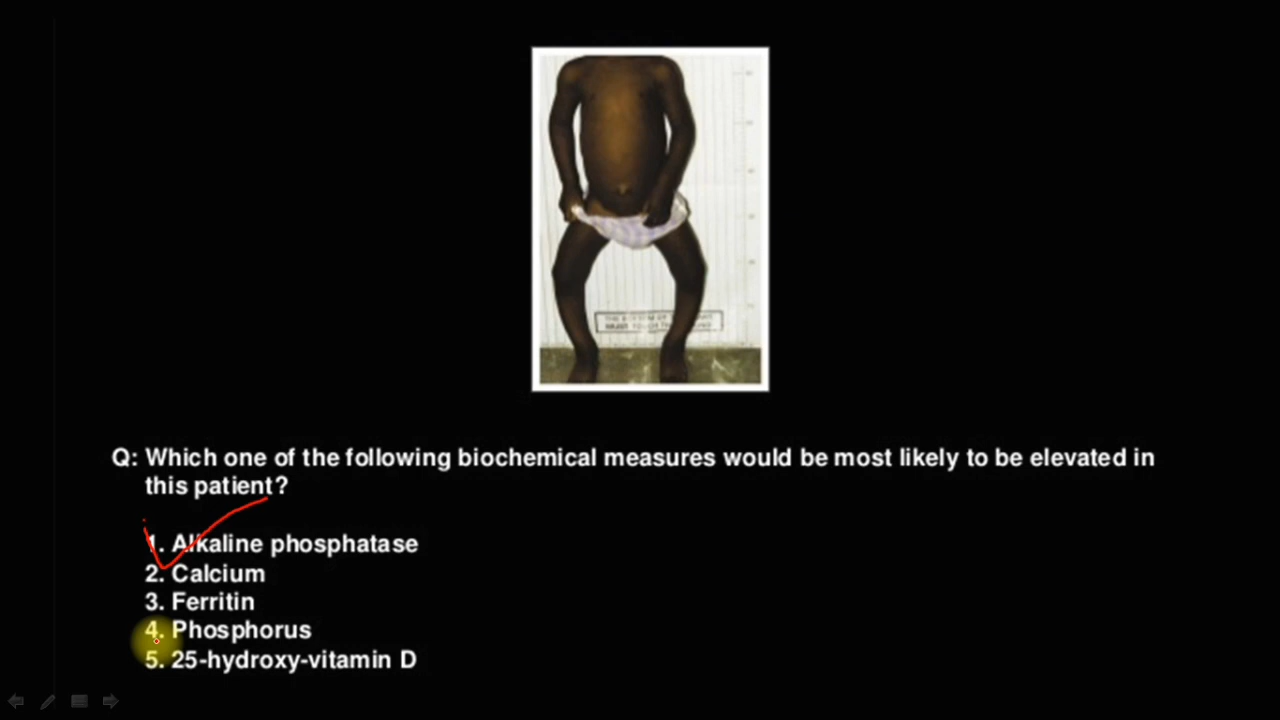 Q: Which one of the following biochemical measures would be most likely to be elevated in
this patient?
1. Alkaline phosphatase
2. Calcium
3. Ferritin
4. Phosphorus
5. 25-hydroxy-vitamin D